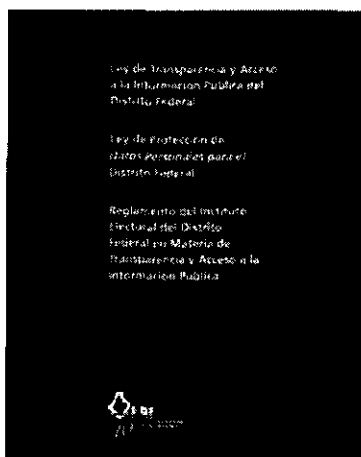 Ley de Transparencia y Acceso
a la Información Pública del
Distrito Federal
Ley de Protección de
Datos Personales para el
Distrito Federal
Reglamento del Instituto
Electoral del Distrito
Federal en Materia de
Transparencia y Acceso a la
Información Pública